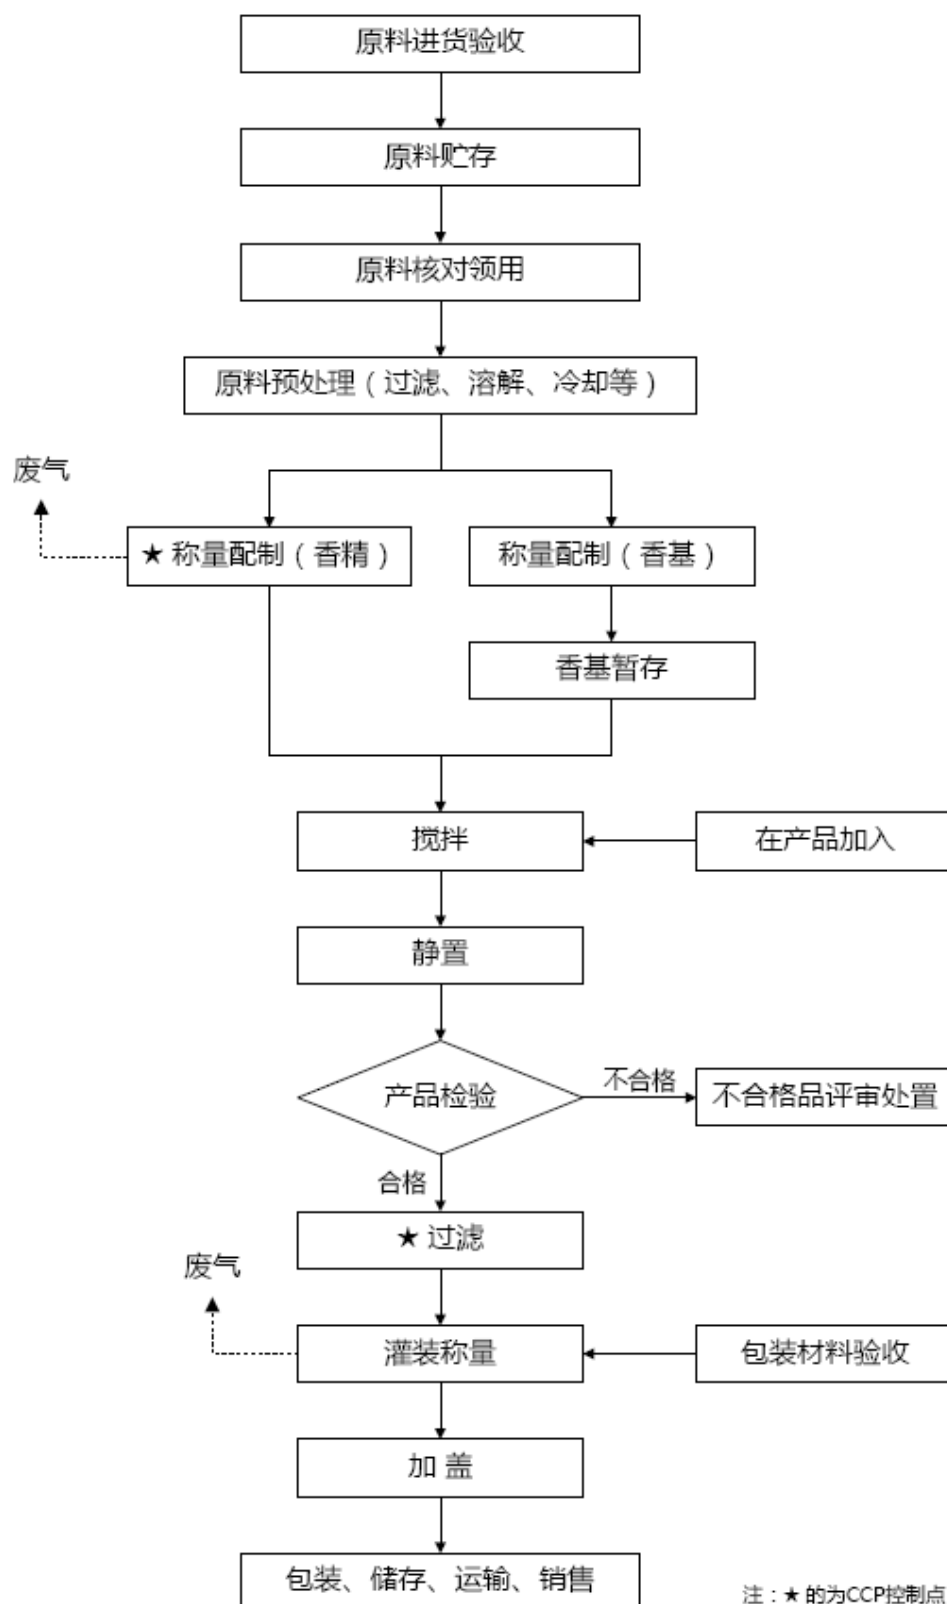 原料进货验收
原料贮存
原料核对领用
原料预处理（过滤、溶解、冷却等）
废气
★ 称量配制（香精）
称量配制（香基）
香基暂存
搅拌
在产品加入
静置
产品检验
不合格
不合格品评审处置
合格
★ 过滤
废气
灌装称量
包装材料验收
加 盖
包装、储存、运输、销售
注：★ 的为CCP控制点